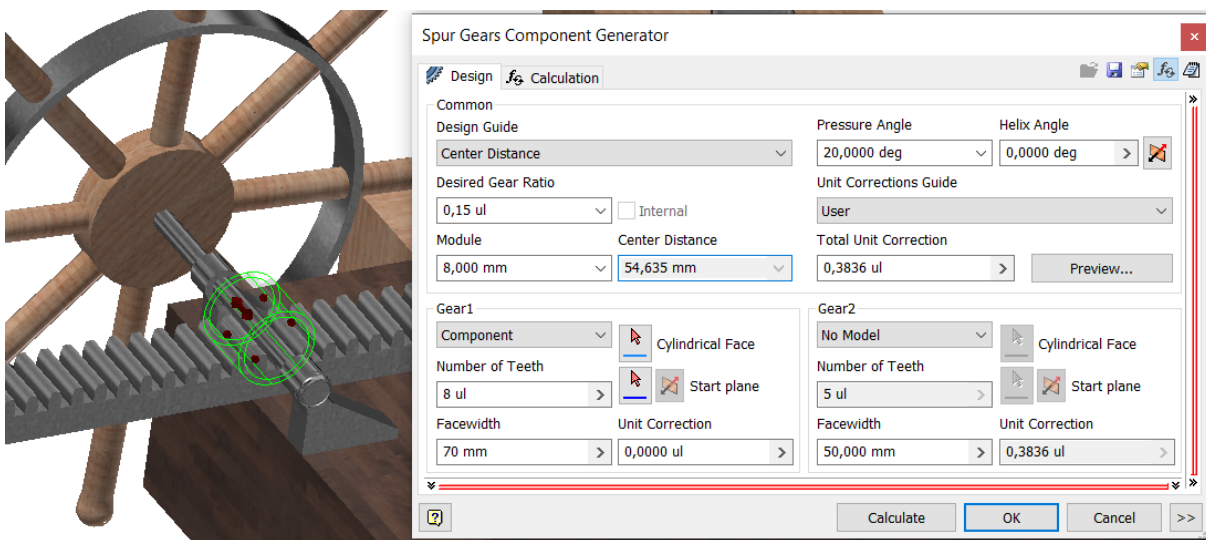 Spur Gears Component Generator
Design
Calculation
Common
Design Guide
Pressure Angle
Helix Angle
Center Distance
20,0000 deg
0,0000 deg
Desired Gear Ratio
Unit Corrections Guide
0,15 ul
Internal
User
Module
Center Distance
Total Unit Correction
8,000 mm
54,635 mm
0,3836 ul
Preview...
Gear1
Gear2
Component
Cylindrical Face
No Model
Cylindrical Face
Number of Teeth
Number of Teeth
8 ul
Start plane
5 ul
Start plane
Facewidth
Unit Correction
Facewidth
Unit Correction
70 mm
0,0000 ul
50,000 mm
0,3836 ul
Calculate
OK
Cancel
>>